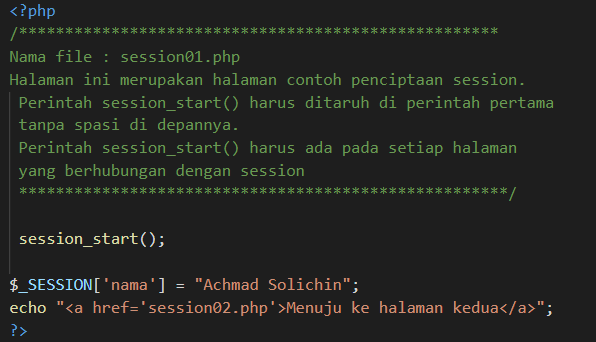 <?php
/****************************************************
Nama file : session01.php
Halaman ini merupakan halaman contoh penciptaan session.
Perintah session_start() harus ditaruh di perintah pertama
tanpa spasi di depannya.
Perintah session_start() harus ada pada setiap halaman
yang berhubungan dengan session
*****************************************************/
session_start();
$_SESSION['nama'] = "Achmad Solichin";
echo "<a href='session02.php'>Menuju ke halaman kedua</a>";
?>